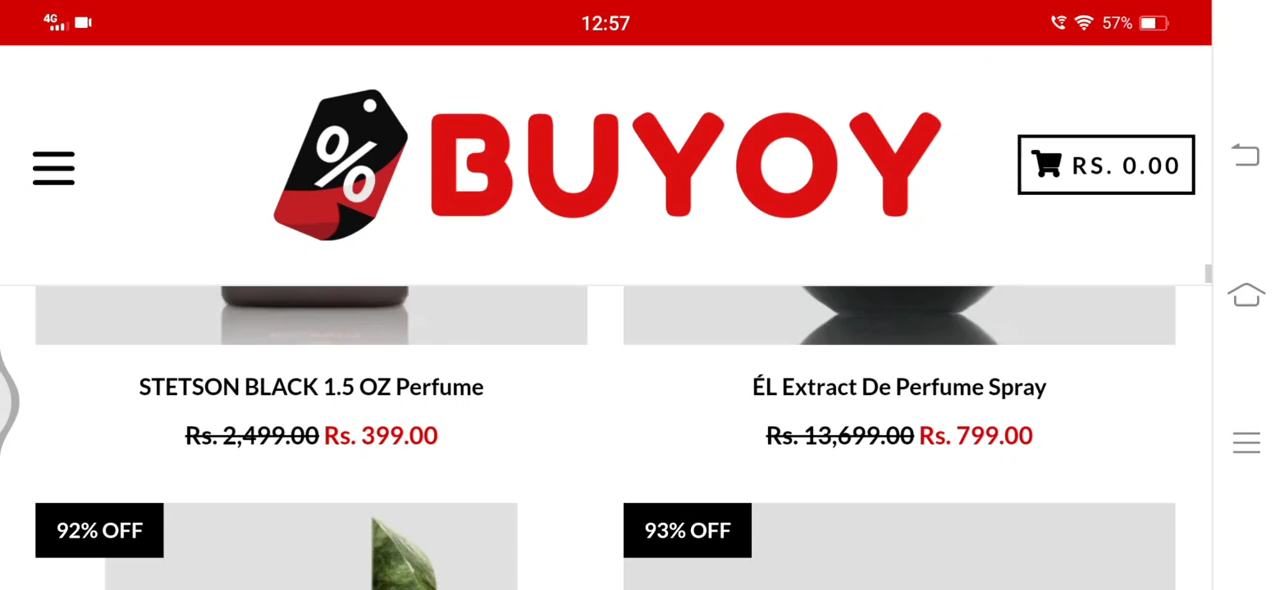 4G 12:57 57%
% BUYOY RS. 0.00
STETSON BLACK 1.5 OZ Perfume
Rs. 2,499.00 Rs. 399.00
ÉL Extract De Perfume Spray
Rs. 13,699.00 Rs. 799.00
92% OFF
93% OFF